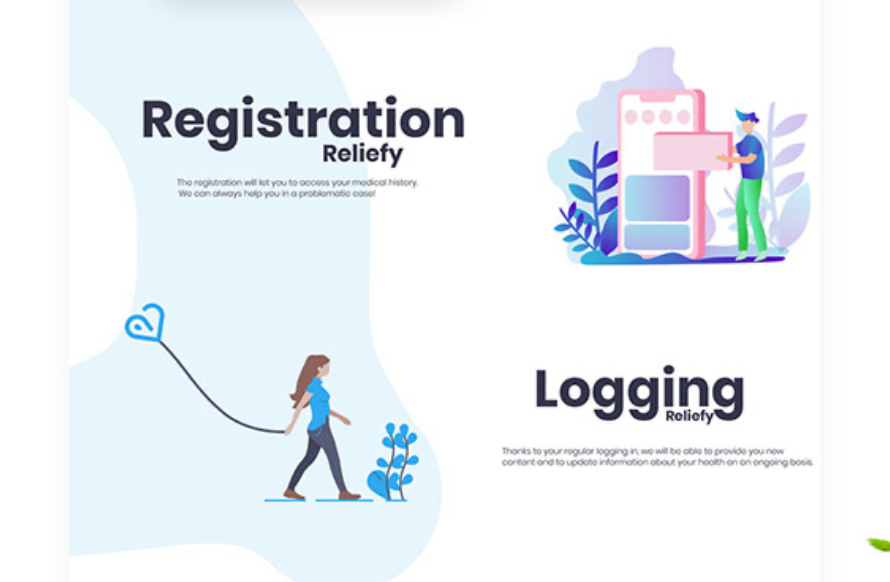 Registration
Reliefy
The registration will let you to access your medical history.
We can always help you in a problematic case!
Logging
Reliefy
Thanks to your regular logging in, we will be able to provide you new
content and to update information about your health on an ongoing basis.